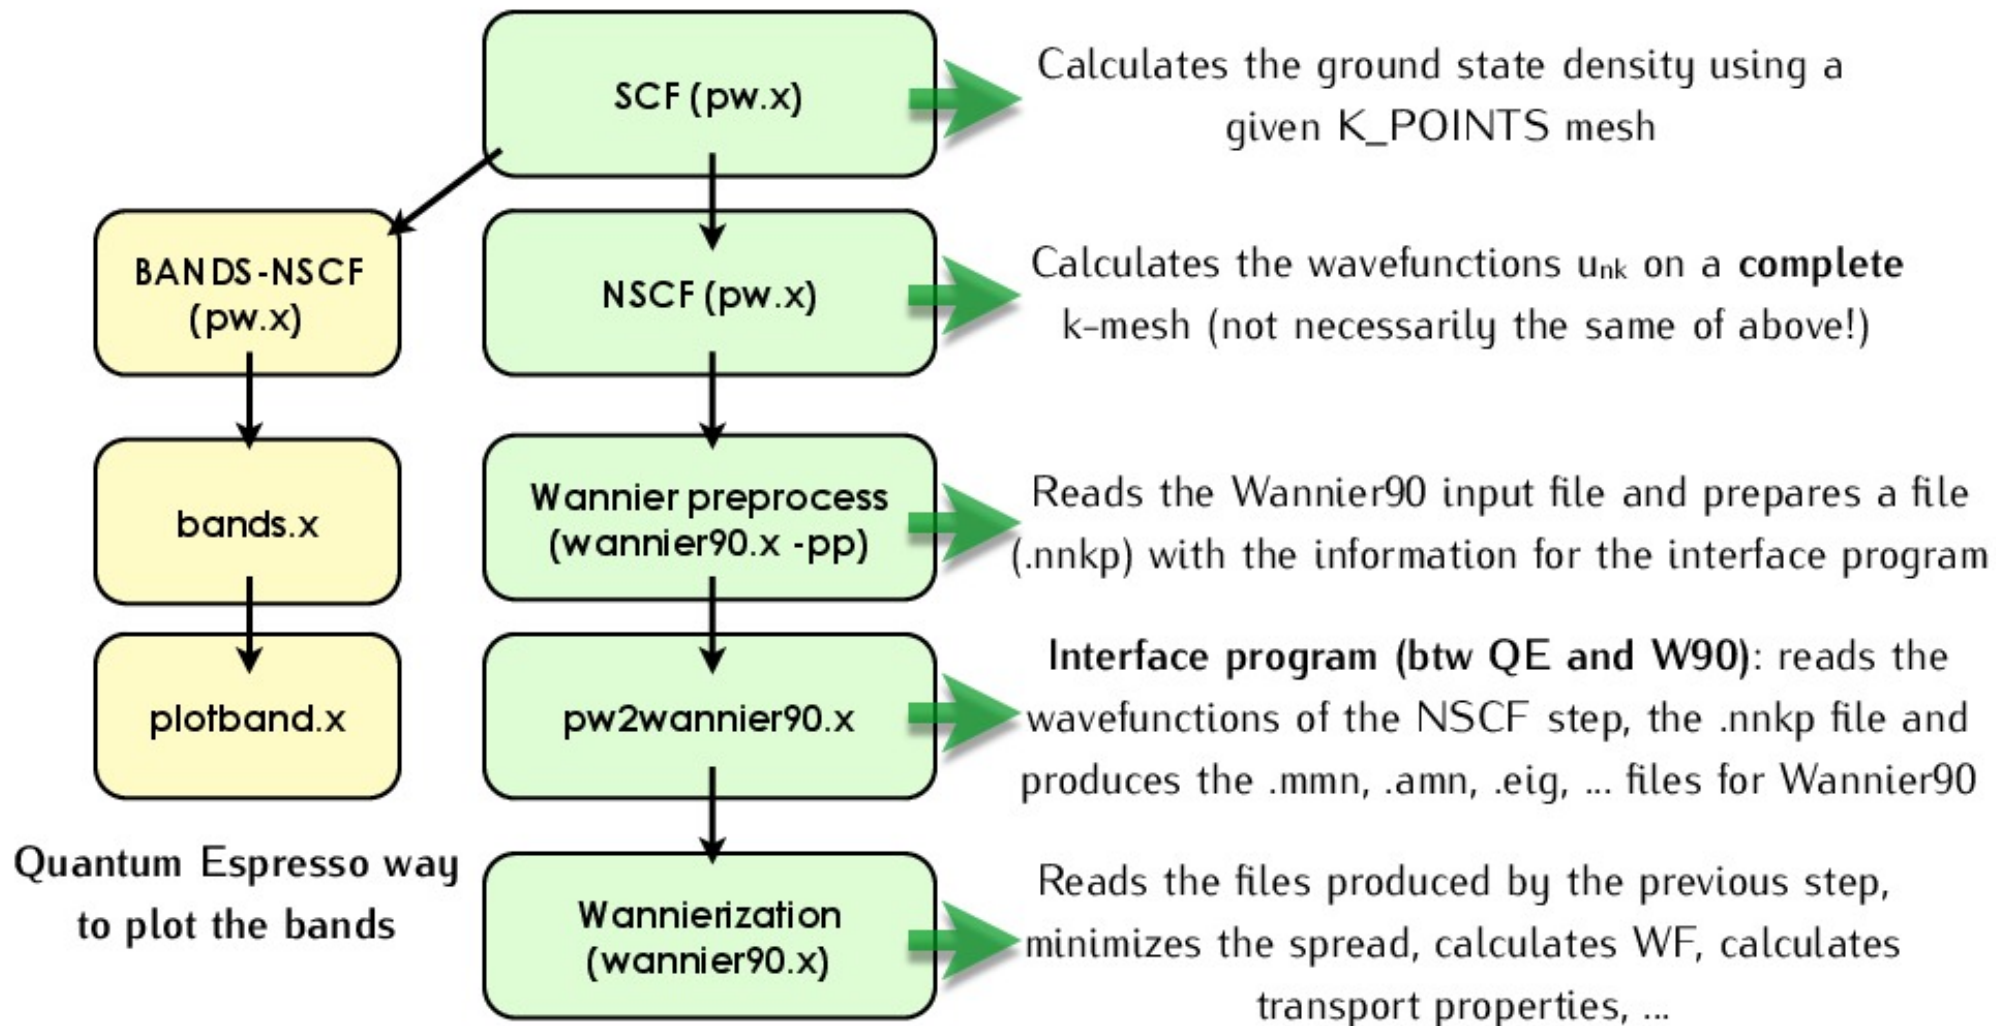 SCF (pw.x)
Calculates the ground state density using a
given K_POINTS mesh
BANDS-NSCF
(pw.x)
NSCF (pw.x)
Calculates the wavefunctions unk on a complete
k-mesh (not necessarily the same of above!)
bands.x
Wannier preprocess
(wannier90.x -pp)
Reads the Wannier90 input file and prepares a file
(.nnkp) with the information for the interface program
plotband.x
pw2wannier90.x
Interface program (btw QE and W90): reads the
wavefunctions of the NSCF step, the .nnkp file and
produces the .mmn, .amn, .eig, ... files for Wannier90
Quantum Espresso way
to plot the bands
Wannierization
(wannier90.x)
Reads the files produced by the previous step,
minimizes the spread, calculates WF, calculates
transport properties, ...